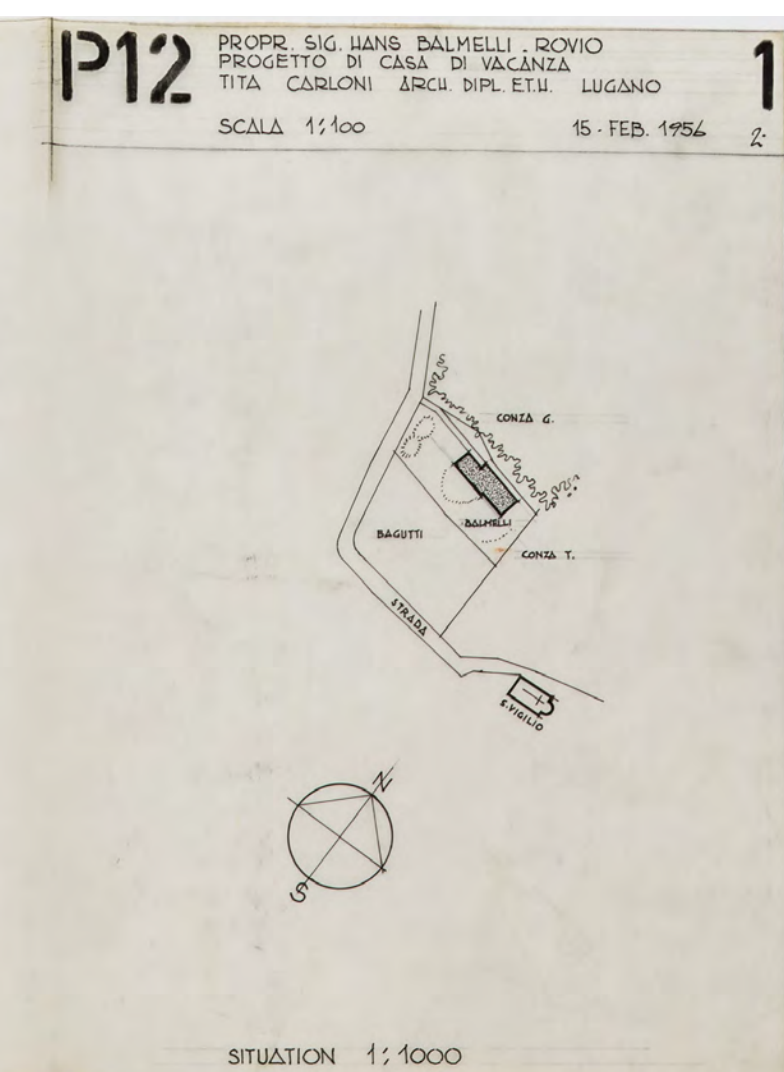 P12
PROPR. SIG. HANS BALMELLI . ROVIO
PROGETTO DI CASA DI VACANZA
TITA CARLONI ARCH. DIPL. E.T.H. LUGANO
SCALA 1:100 15 . FEB. 1956
1
2.
CONZA G.
BALMELLI
BAGUTTI
CONZA T.
STRADA
S. VIGILIO
N
S
SITUATION 1:1000